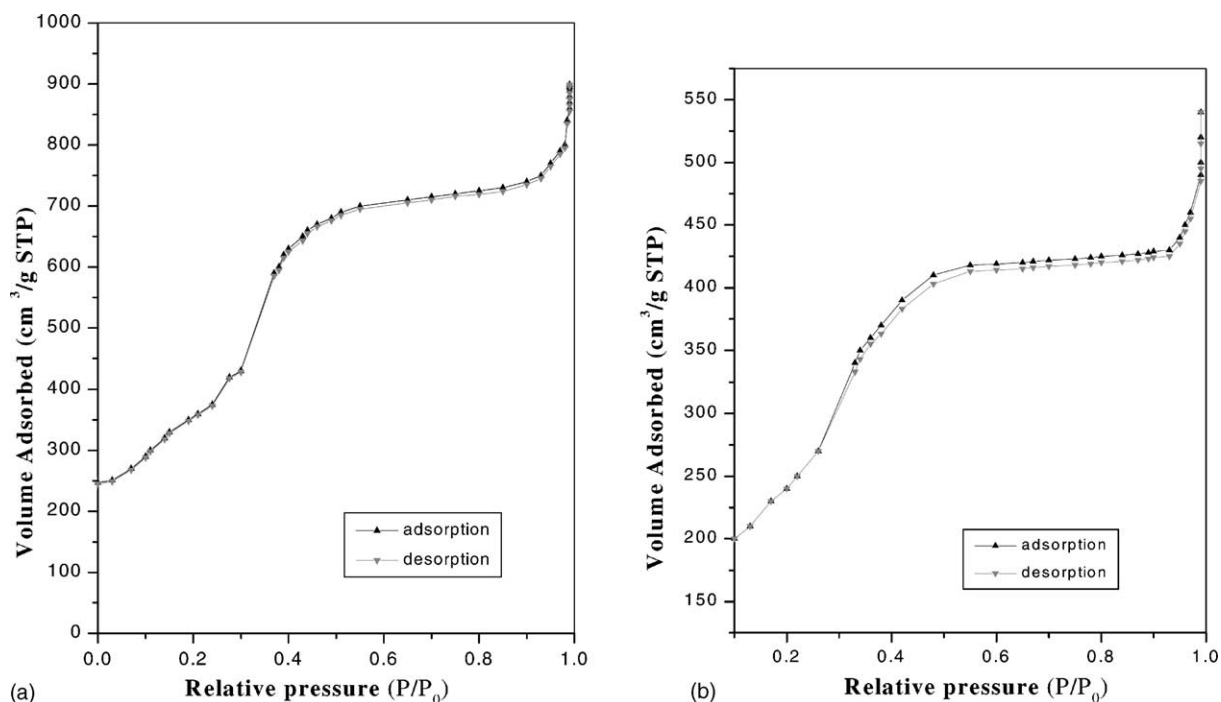 1000
900
800
700
600
500
400
300
200
100
0
Volume Adsorbed (cm³/g STP)
adsorption
desorption
0.0 0.2 0.4 0.6 0.8 1.0
(a) Relative pressure (P/P₀)
550
500
450
400
350
300
250
200
150
Volume Adsorbed (cm³/g STP)
adsorption
desorption
0.2 0.4 0.6 0.8 1.0
(b) Relative pressure (P/P₀)